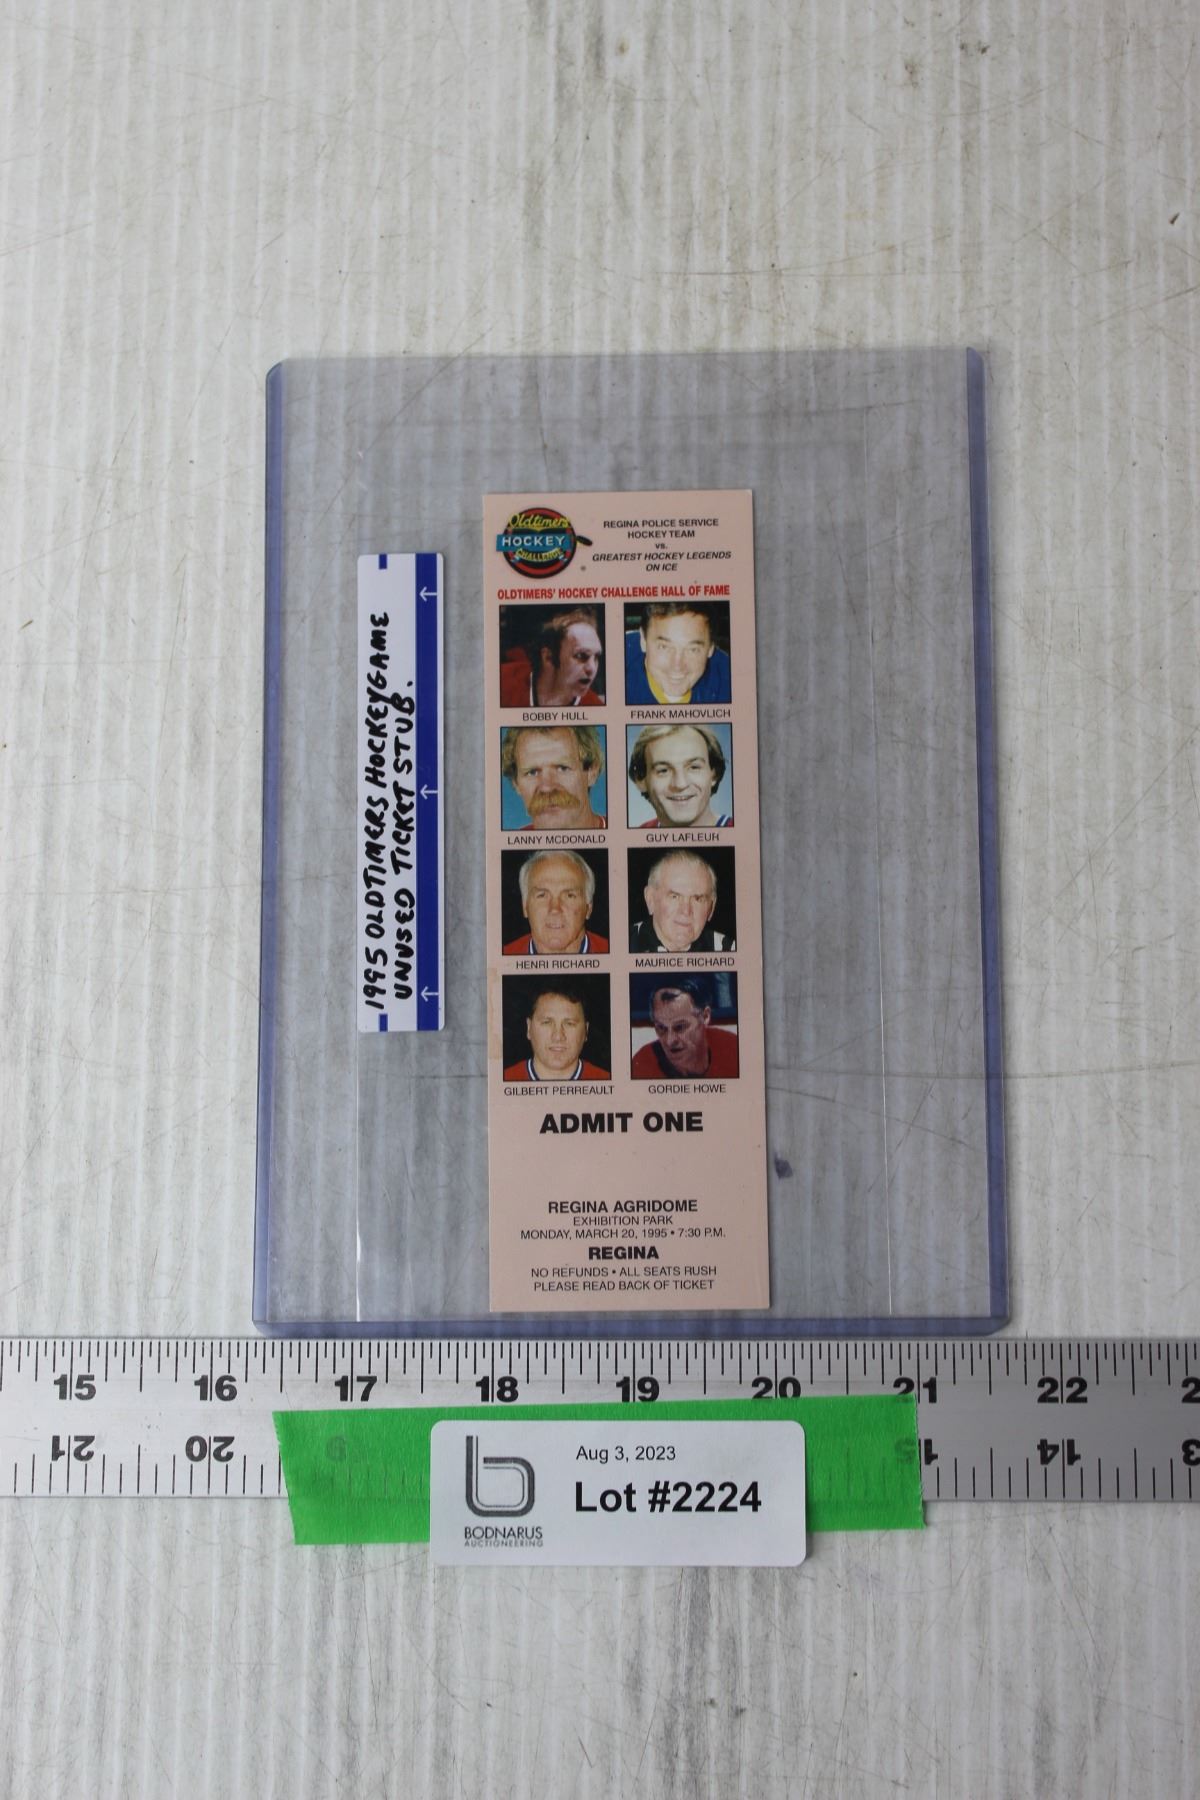 Oldtimers
HOCKEY
CHALLENGE
REGINA POLICE SERVICE
HOCKEY TEAM
vs.
GREATEST HOCKEY LEGENDS
ON ICE
OLDTIMERS' HOCKEY CHALLENGE HALL OF FAME
BOBBY HULL
FRANK MAHOVLICH
LANNY MCDONALD
GUY LAFLEUR
HENRI RICHARD
MAURICE RICHARD
GILBERT PERREAULT
GORDIE HOWE
ADMIT ONE
REGINA AGRIDOME
EXHIBITION PARK
MONDAY, MARCH 20, 1995 • 7:30 P.M.
REGINA
NO REFUNDS • ALL SEATS RUSH
PLEASE READ BACK OF TICKET
1995 OLDTIMERS HOCKEYGAME
UNUSED TICKET STUB.
15 16 17 18 19 20 21 22
21 20 14
Aug 3, 2023
Lot #2224
BODNARUS
AUCTIONEERING